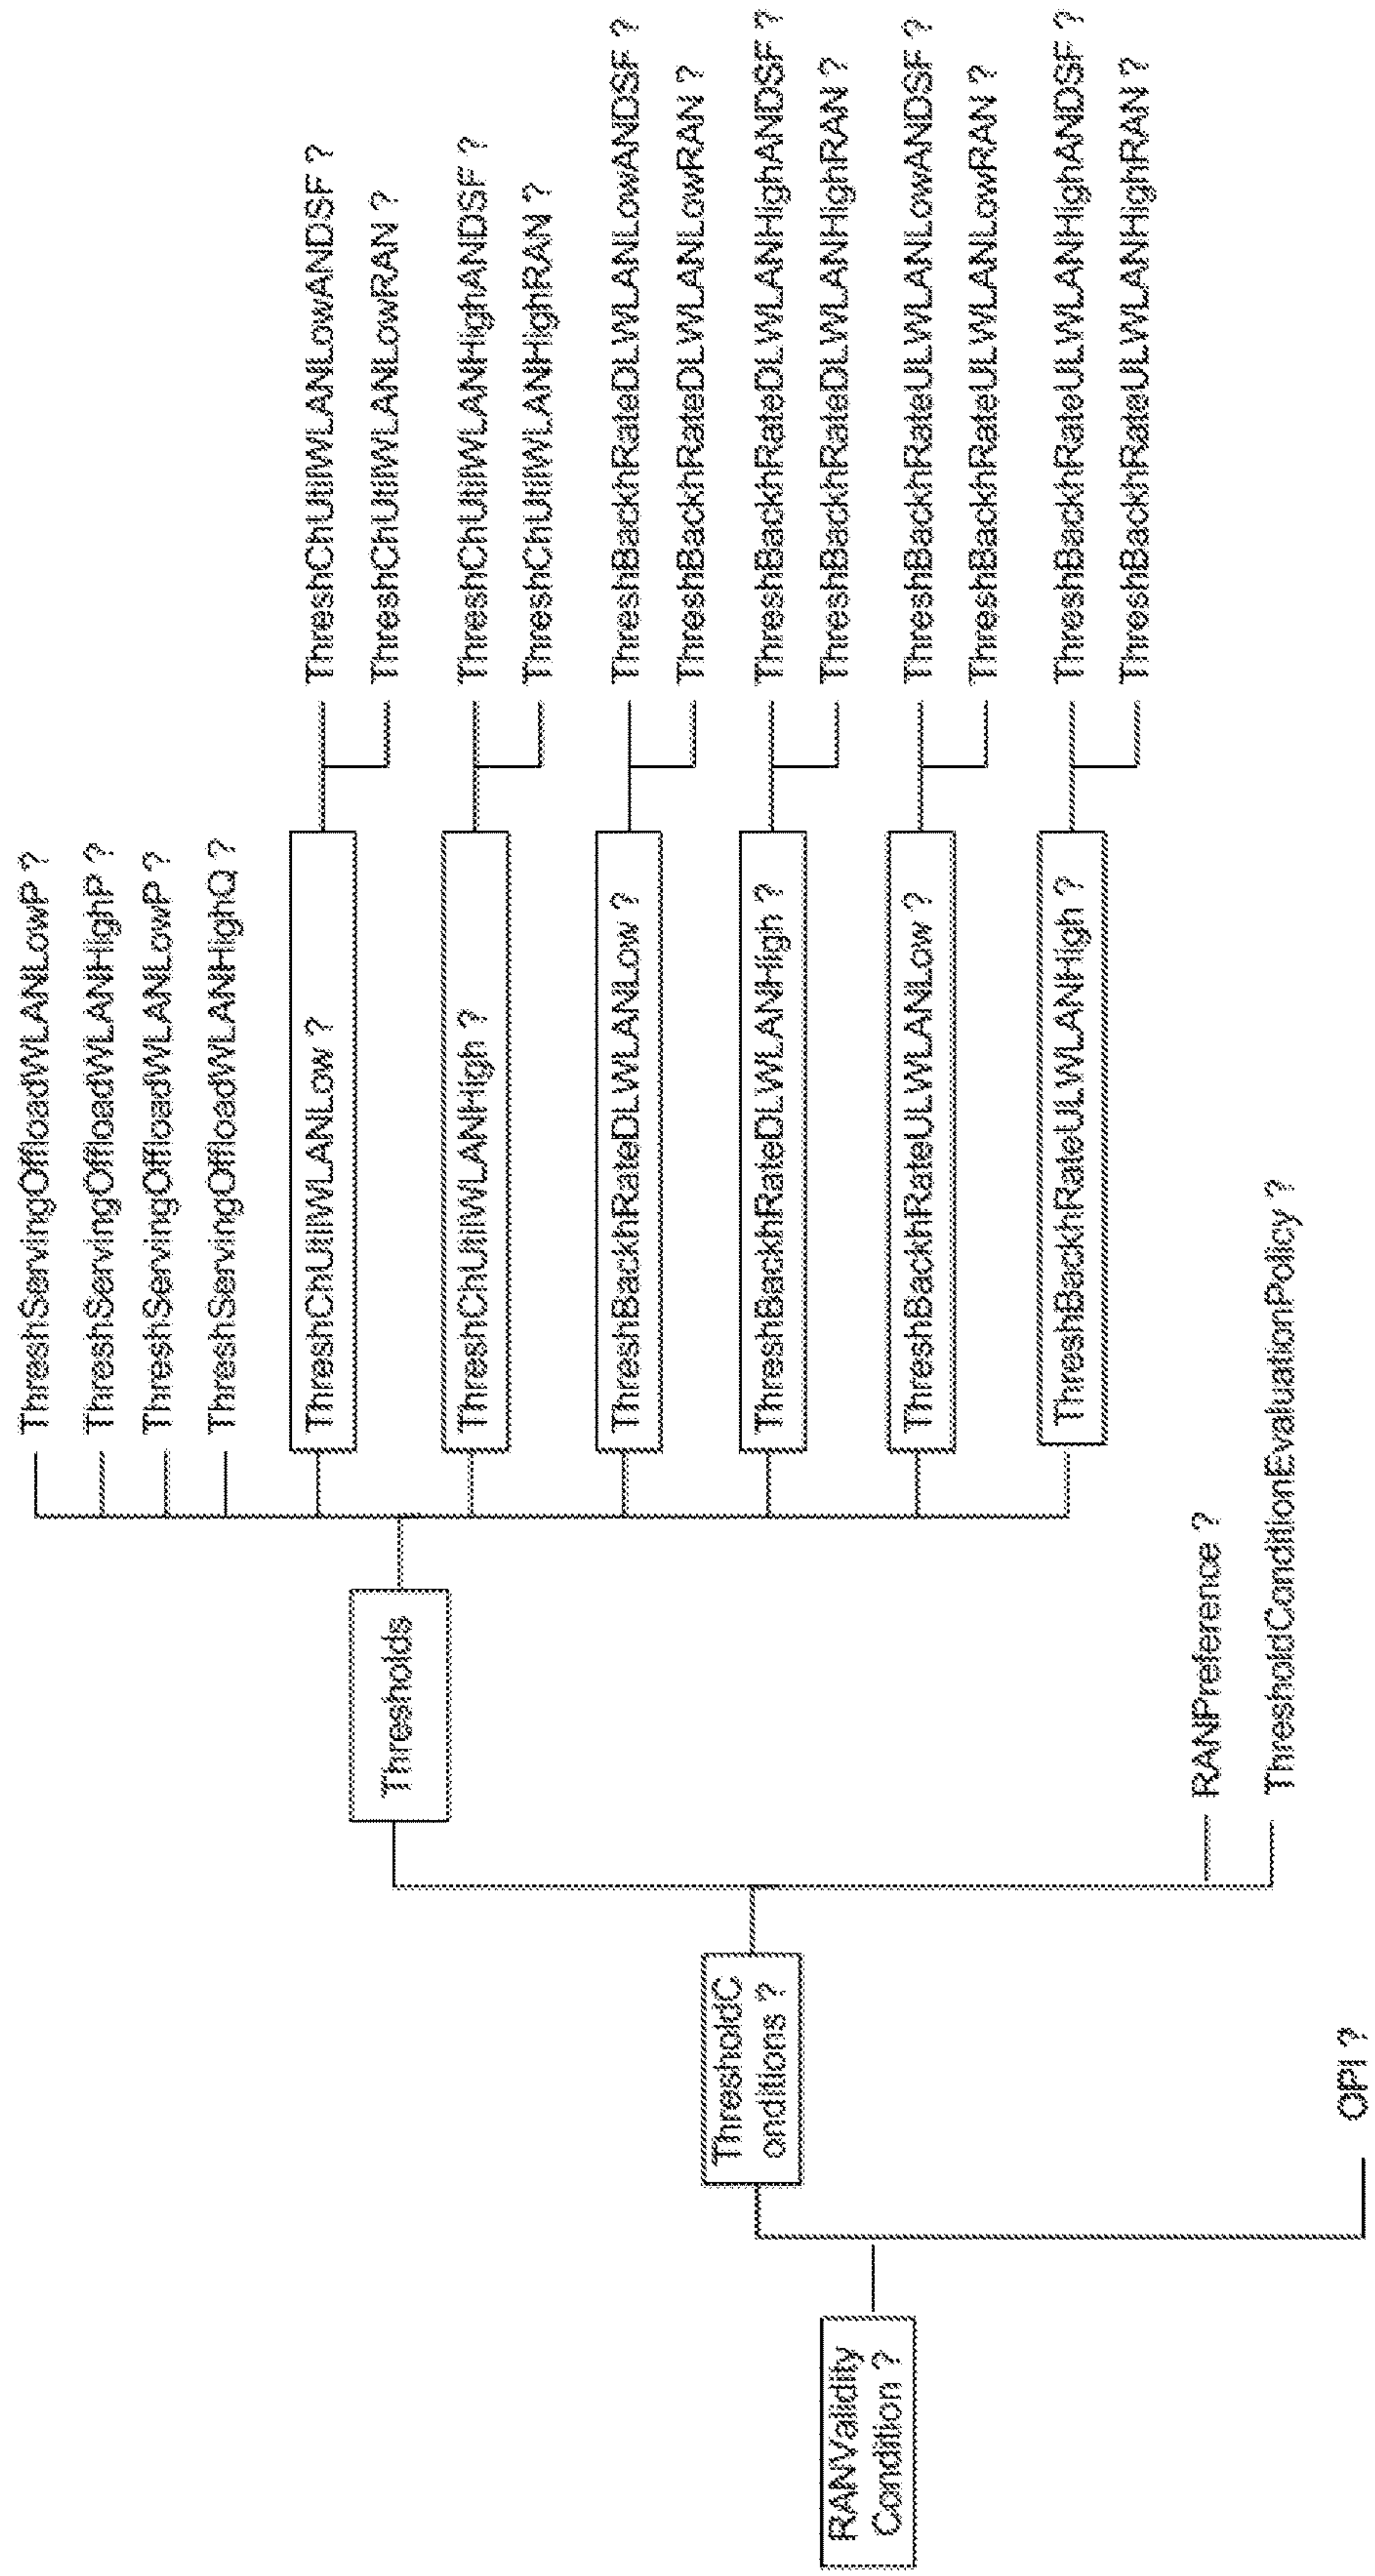 ThreshServingOffloadWLANLowP ?
ThreshServingOffloadWLANHighP ?
ThreshServingOffloadWLANLowP ?
ThreshServingOffloadWLANHighQ ?
Thresholds
ThreshChUtilWLANLow ?
ThreshChUtilWLANLowANDSF ?
ThreshChUtilWLANLowRAN ?
ThreshChUtilWLANHigh ?
ThreshChUtilWLANHighANDSF ?
ThreshChUtilWLANHighRAN ?
ThreshBackhRateDLWLANLow ?
ThreshBackhRateDLWLANLowANDSF ?
ThreshBackhRateDLWLANLowRAN ?
ThresholdC
onditions ?
ThreshBackhRateDLWLANHigh ?
ThreshBackhRateDLWLANHighANDSF ?
ThreshBackhRateDLWLANHighRAN ?
RANValidity
Condition ?
ThreshBackhRateULWLANLow ?
ThreshBackhRateULWLANLowANDSF ?
ThreshBackhRateULWLANLowRAN ?
ThreshBackhRateULWLANHigh ?
ThreshBackhRateULWLANHighANDSF ?
ThreshBackhRateULWLANHighRAN ?
RANPreference ?
ThresholdConditionEvaluationPolicy ?
OPI ?